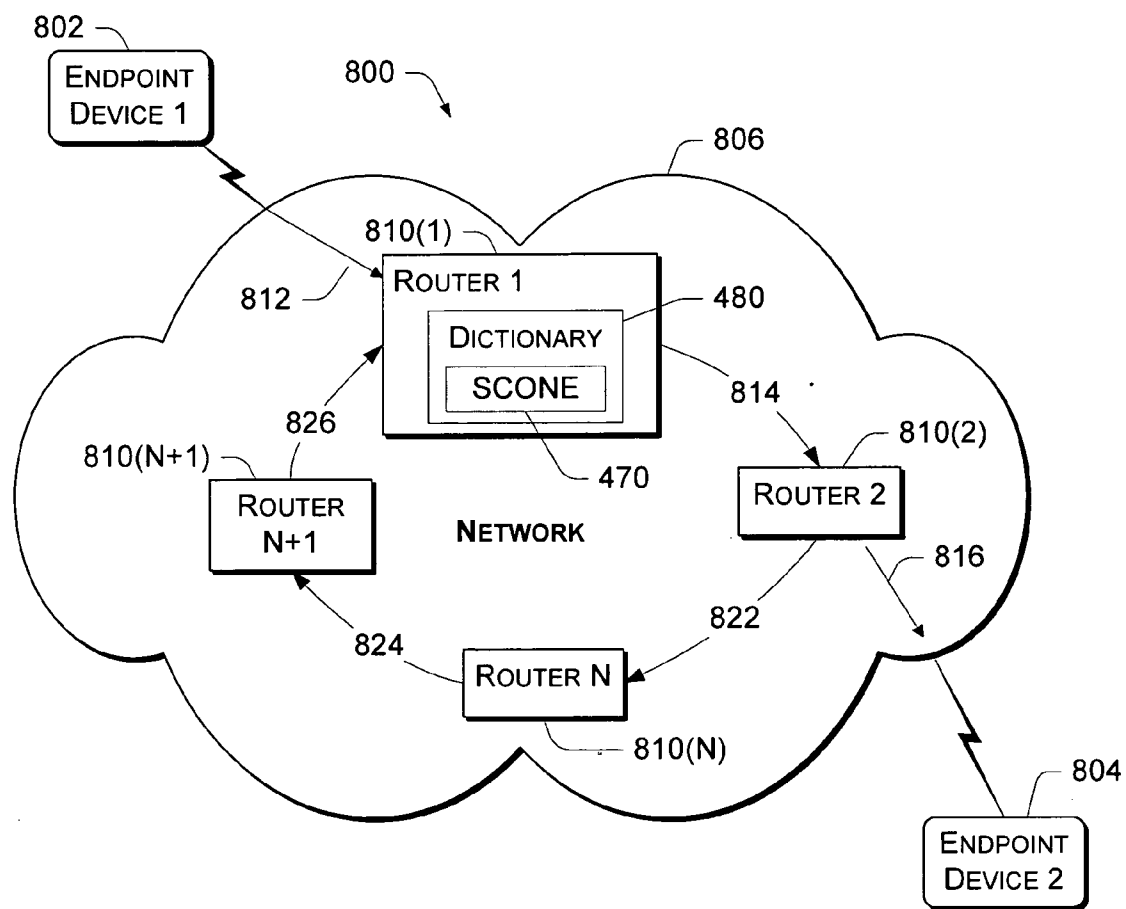 802
ENDPOINT
DEVICE 1
800
806
810(1)
812
ROUTER 1
480
DICTIONARY
SCONE
814
826
810(2)
810(N+1)
470
ROUTER 2
ROUTER
N+1
NETWORK
816
822
824
ROUTER N
810(N)
804
ENDPOINT
DEVICE 2